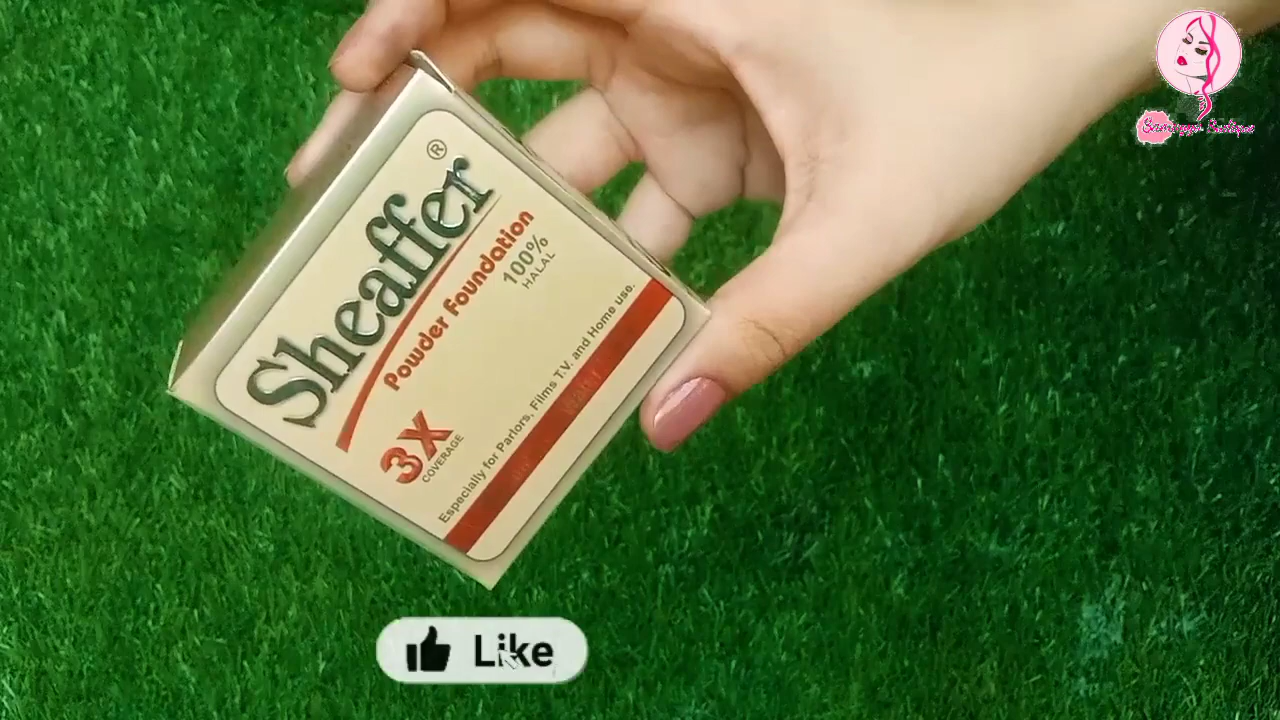 Sheaffer®
Powder Foundation
100%
HALAL
3X
COVERAGE
Especially for Parlors, Films T.V. and Home use.
Like